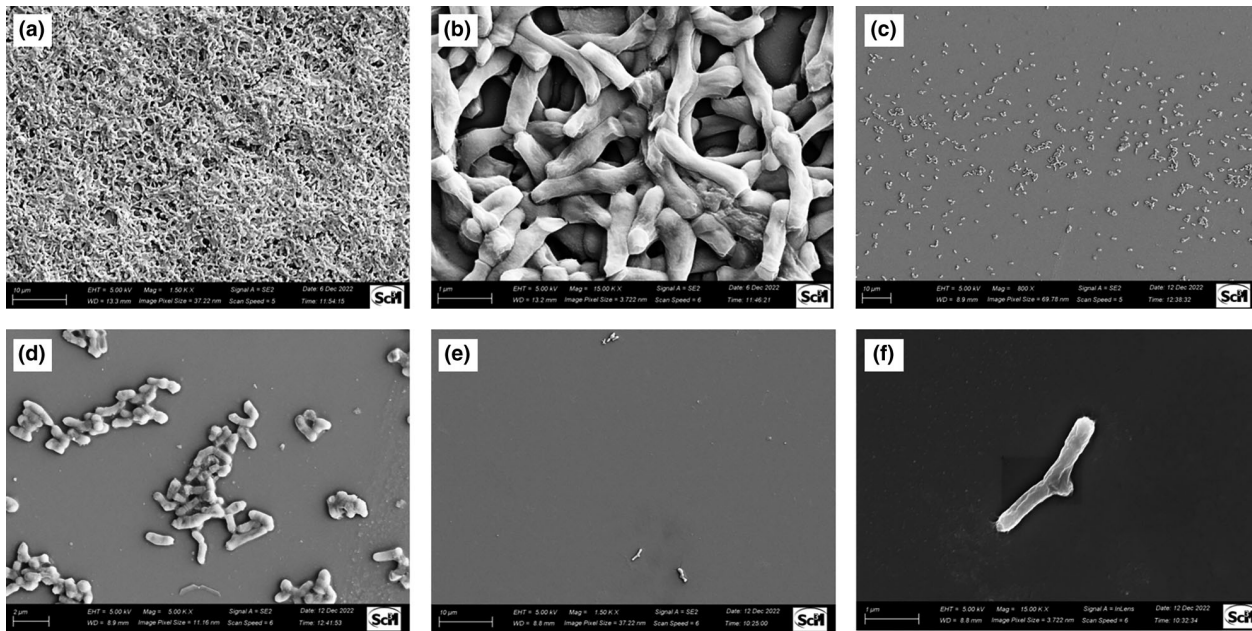 (a)
10 µm
EHT = 5.00 kV Mag = 1.50 K X Signal A = SE2 Date: 6 Dec 2022
WD = 13.3 mm Image Pixel Size = 37.22 nm Scan Speed = 5 Time: 11:54:15
SciM
(b)
1 µm
EHT = 5.00 kV Mag = 15.00 K X Signal A = SE2 Date: 6 Dec 2022
WD = 13.2 mm Image Pixel Size = 3.722 nm Scan Speed = 6 Time: 11:46:21
(c)
10 µm
EHT = 5.00 kV Mag = 800 X Signal A = SE2 Date: 12 Dec 2022
WD = 8.9 mm Image Pixel Size = 69.78 nm Scan Speed = 5 Time: 12:38:32
(d)
2 µm
EHT = 5.00 kV Mag = 5.00 K X Signal A = SE2 Date: 12 Dec 2022
WD = 8.9 mm Image Pixel Size = 11.16 nm Scan Speed = 6 Time: 12:41:53
(e)
10 µm
EHT = 5.00 kV Mag = 1.50 K X Signal A = SE2 Date: 12 Dec 2022
WD = 8.8 mm Image Pixel Size = 37.22 nm Scan Speed = 6 Time: 10:25:00
(f)
1 µm
EHT = 5.00 kV Mag = 15.00 K X Signal A = InLens Date: 12 Dec 2022
WD = 8.8 mm Image Pixel Size = 3.722 nm Scan Speed = 6 Time: 10:32:34